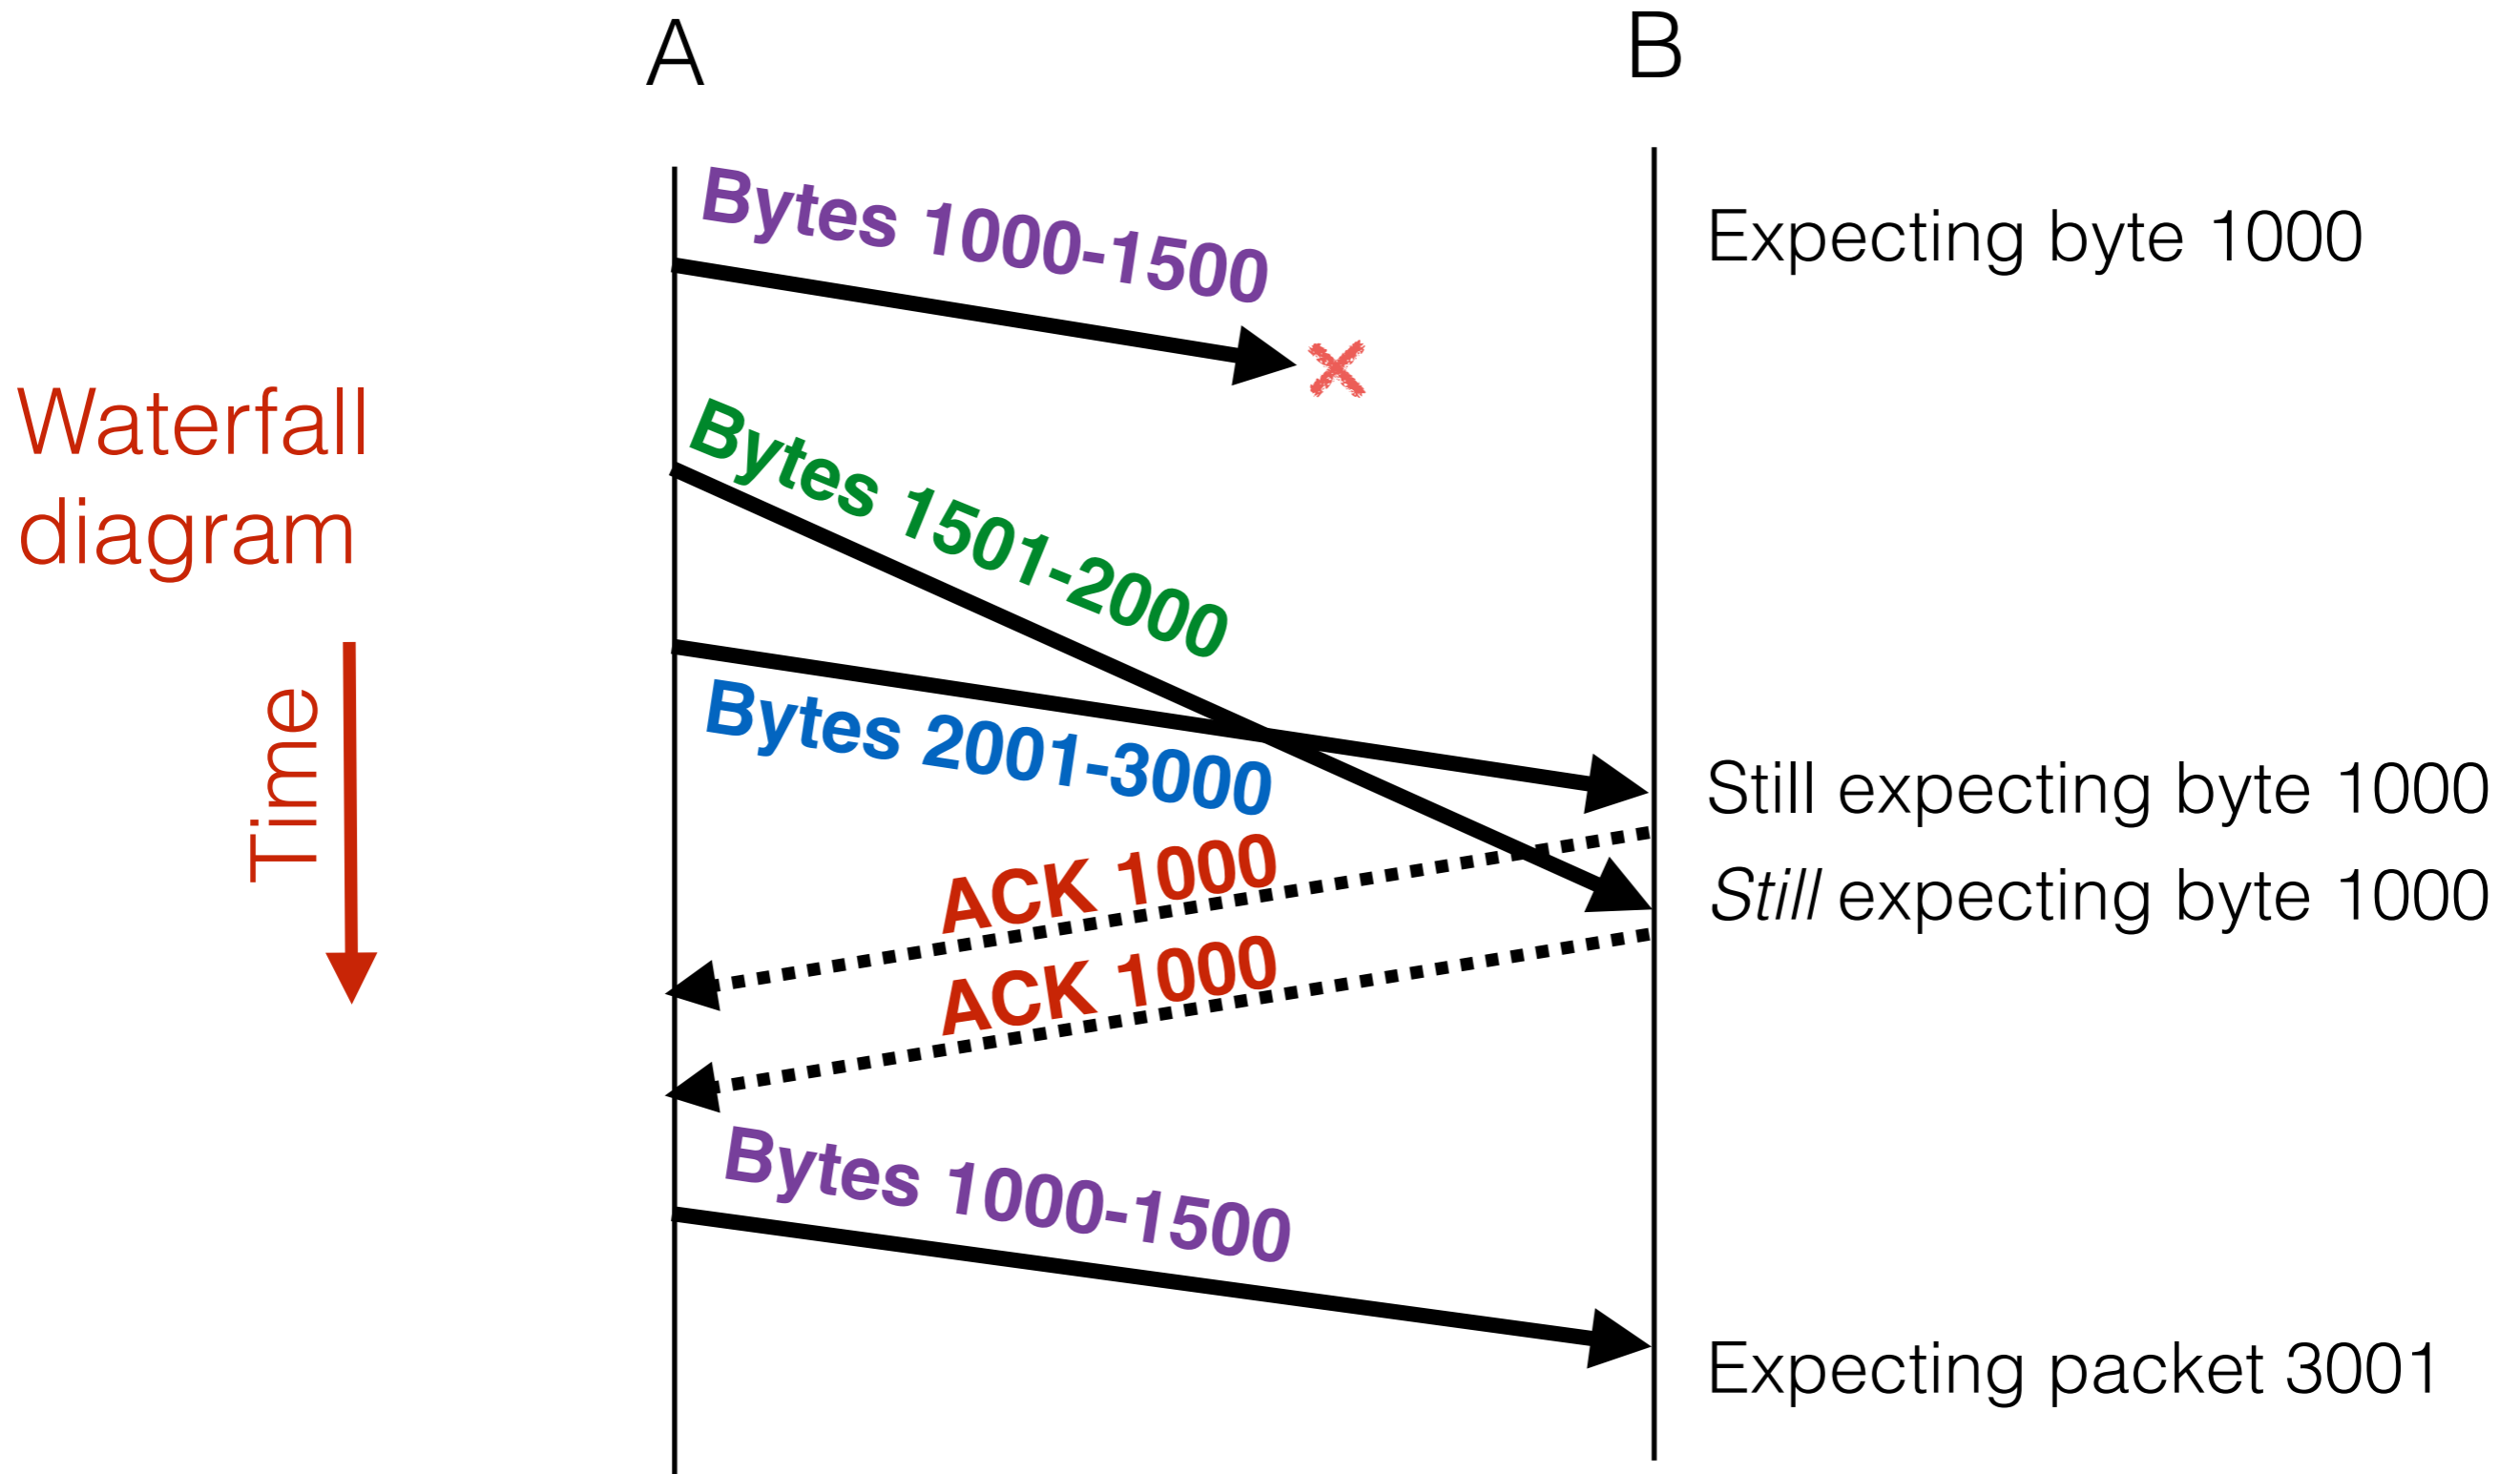 A
B
Bytes 1000-1500
Expecting byte 1000
Waterfall
diagram
Bytes 1501-2000
Time
Bytes 2001-3000
Still expecting byte 1000
Still expecting byte 1000
ACK 1000
ACK 1000
Bytes 1000-1500
Expecting packet 3001